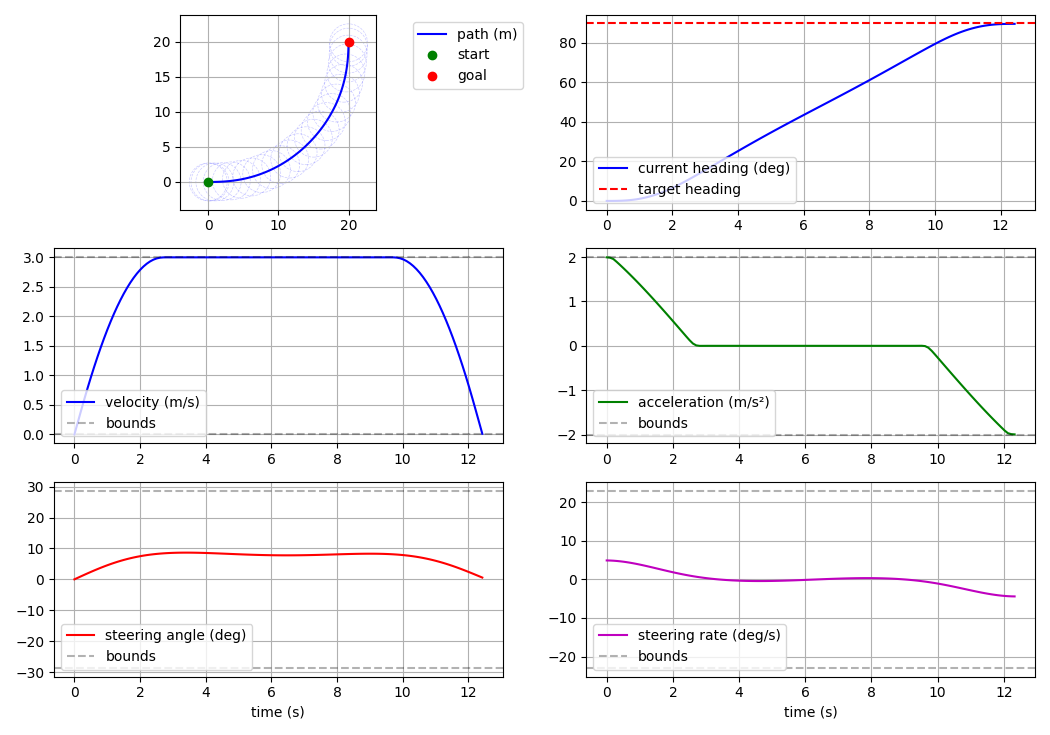 20
15
10
5
0
0 10 20
path (m)
start
goal
80
60
40
20
0
current heading (deg)
target heading
0 2 4 6 8 10 12
3.0
2.5
2.0
1.5
1.0
0.5
0.0
velocity (m/s)
bounds
0 2 4 6 8 10 12
2
1
0
−1
−2
acceleration (m/s²)
bounds
0 2 4 6 8 10 12
30
20
10
0
−10
−20
−30
steering angle (deg)
bounds
0 2 4 6 8 10 12
time (s)
20
10
0
−10
−20
steering rate (deg/s)
bounds
0 2 4 6 8 10 12
time (s)